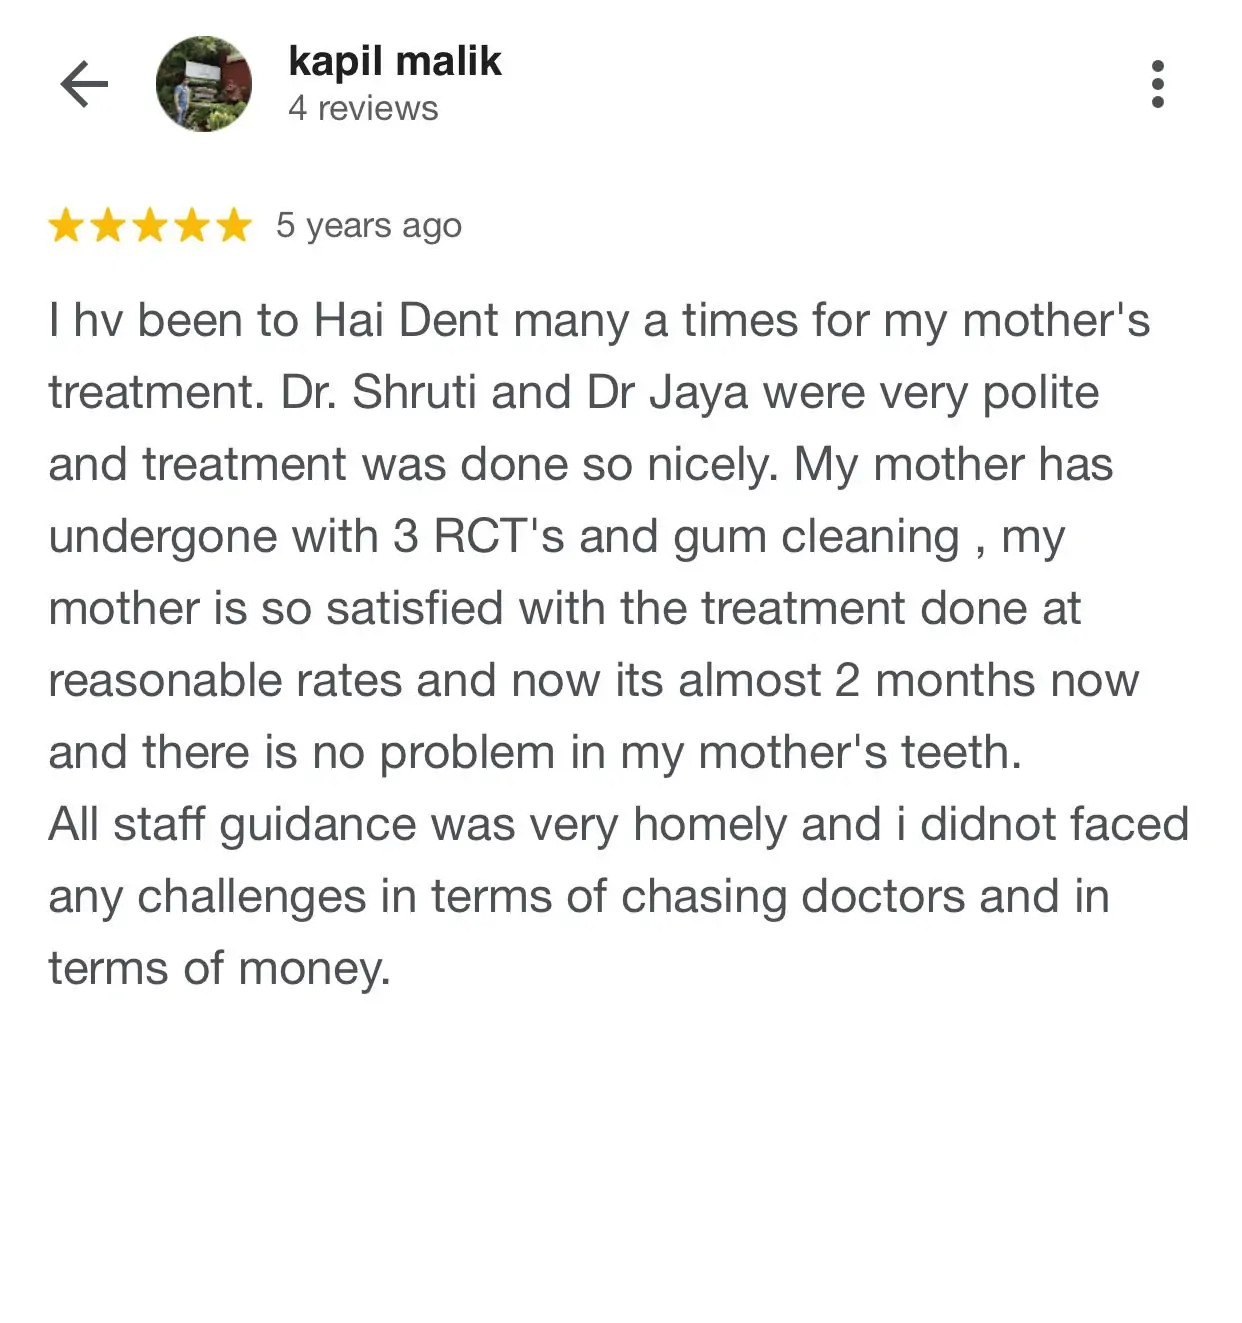 kapil malik
4 reviews
5 years ago
I hv been to Hai Dent many a times for my mother's
treatment. Dr. Shruti and Dr Jaya were very polite
and treatment was done so nicely. My mother has
undergone with 3 RCT's and gum cleaning , my
mother is so satisfied with the treatment done at
reasonable rates and now its almost 2 months now
and there is no problem in my mother's teeth.
All staff guidance was very homely and i didnot faced
any challenges in terms of chasing doctors and in
terms of money.